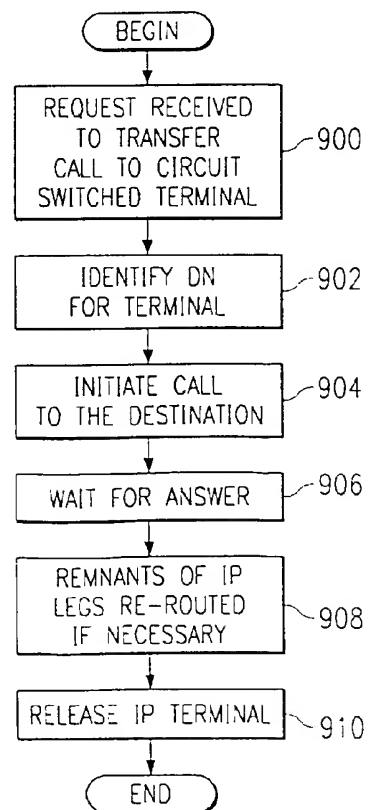 BEGIN
REQUEST RECEIVED
TO TRANSFER
CALL TO CIRCUIT
SWITCHED TERMINAL
900
IDENTIFY DN
FOR TERMINAL
902
INITIATE CALL
TO THE DESTINATION
904
WAIT FOR ANSWER
906
REMNANTS OF IP
LEGS RE-ROUTED
IF NECESSARY
908
RELEASE IP TERMINAL
910
END